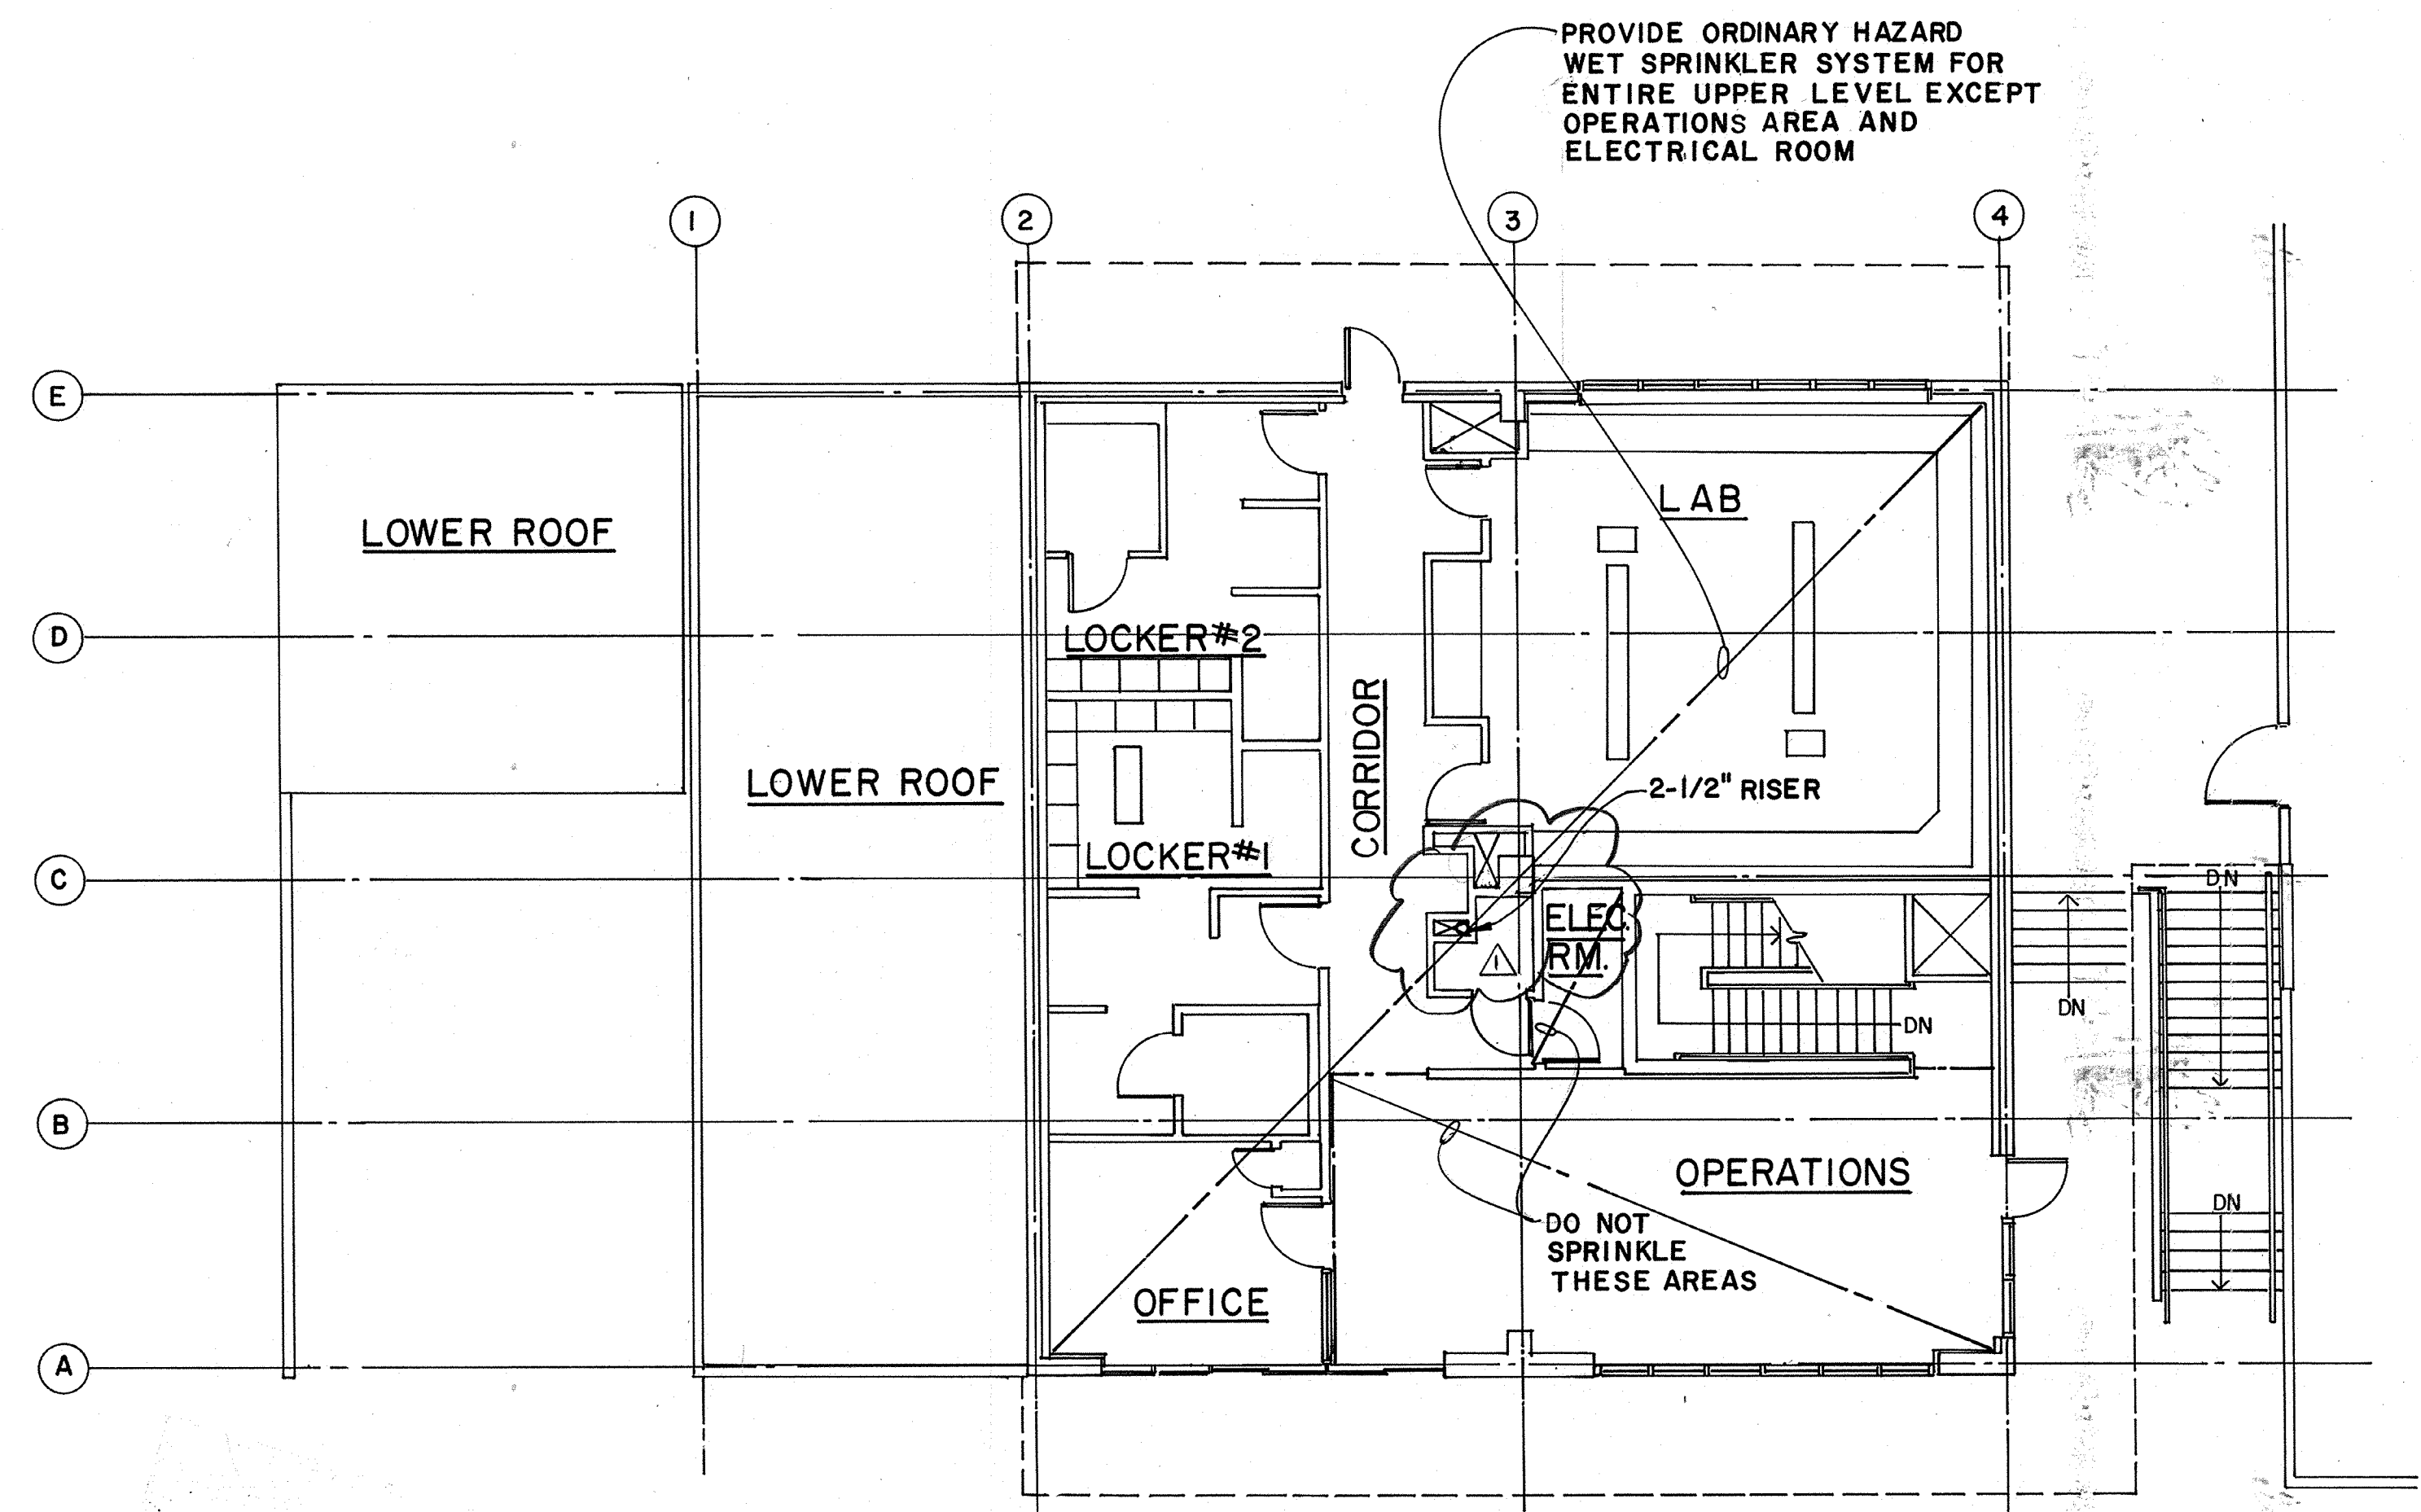 PROVIDE ORDINARY HAZARD
WET SPRINKLER SYSTEM FOR
ENTIRE UPPER LEVEL EXCEPT
OPERATIONS AREA AND
ELECTRICAL ROOM
1
2
3
4
E
LAB
LOWER ROOF
D
LOCKER#2
CORRIDOR
LOWER ROOF
2-1/2" RISER
LOCKER#1
C
DN
ELEC.
RM.
1
DN
DN
B
OPERATIONS
DN
DO NOT
SPRINKLE
THESE AREAS
OFFICE
A